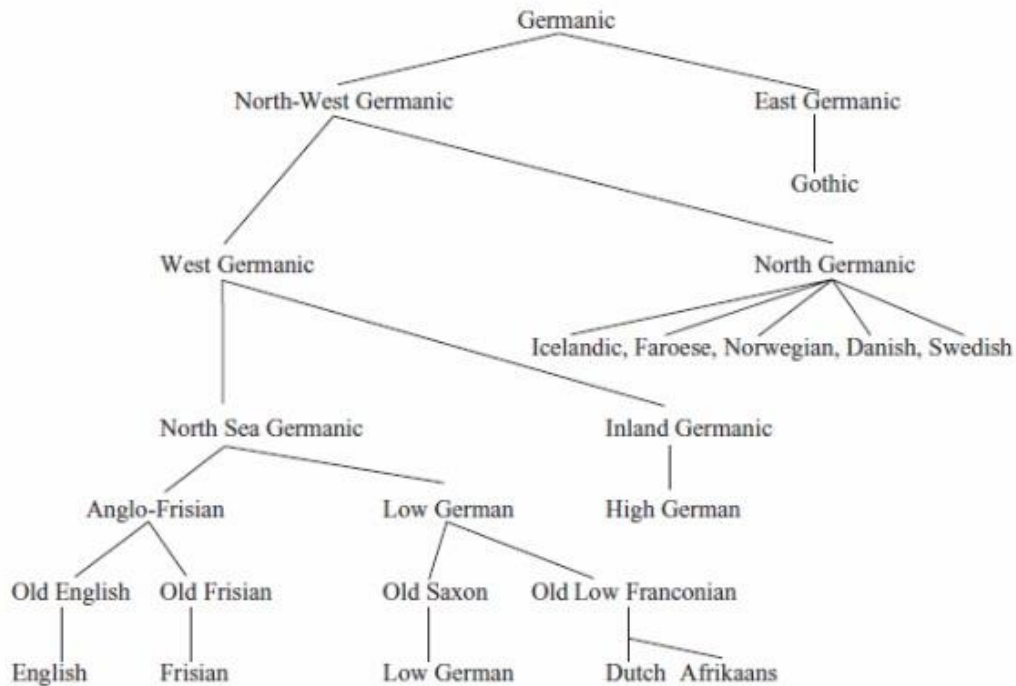 Germanic
North-West Germanic East Germanic
Gothic
West Germanic North Germanic
Icelandic, Faroese, Norwegian, Danish, Swedish
North Sea Germanic Inland Germanic
Anglo-Frisian Low German High German
Old English Old Frisian Old Saxon Old Low Franconian
English Frisian Low German Dutch Afrikaans